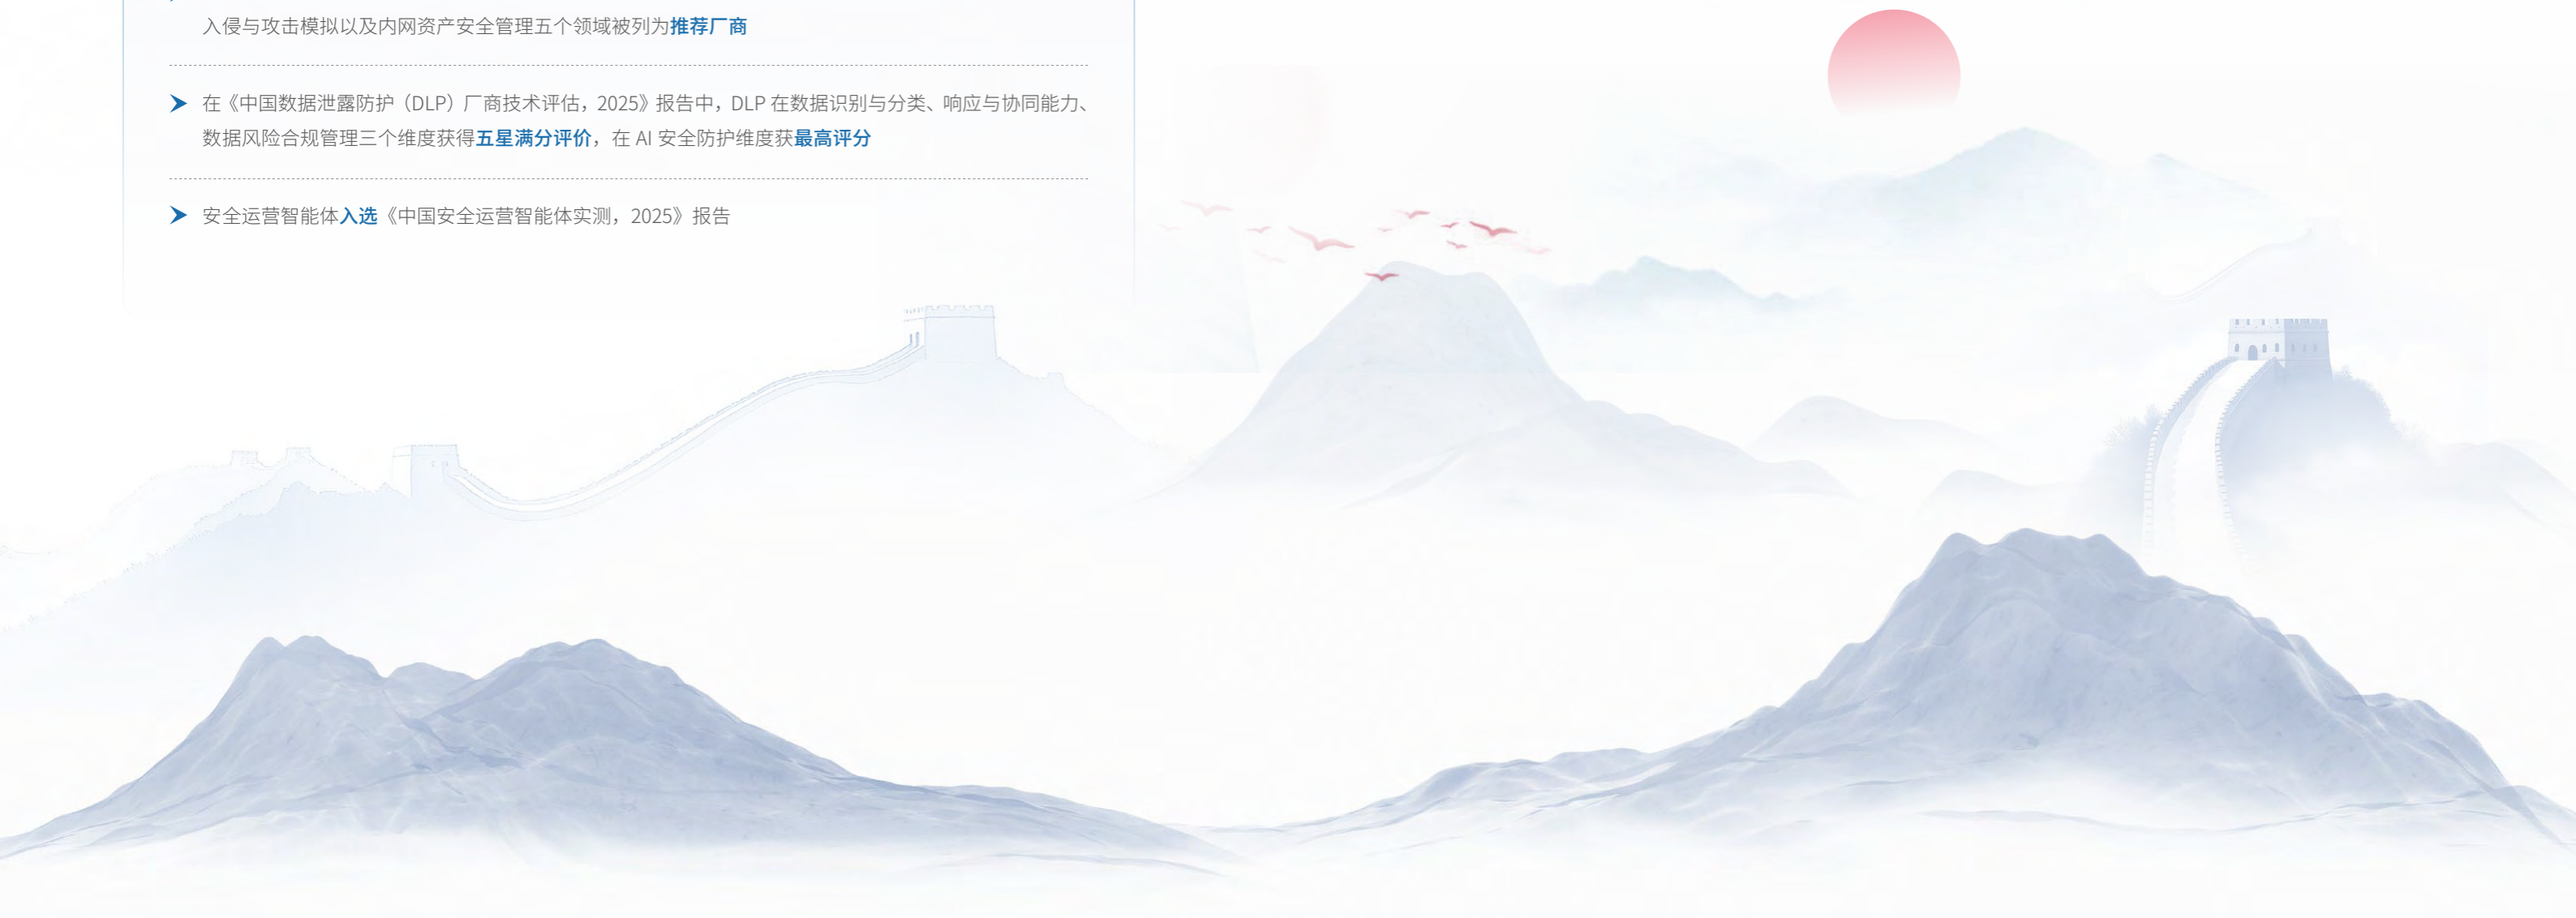 入侵与攻击模拟以及内网资产安全管理五个领域被列为推荐厂商
在《中国数据泄露防护（DLP）厂商技术评估，2025》报告中，DLP 在数据识别与分类、响应与协同能力、
数据风险合规管理三个维度获得五星满分评价，在 AI 安全防护维度获最高评分
安全运营智能体入选《中国安全运营智能体实测，2025》报告